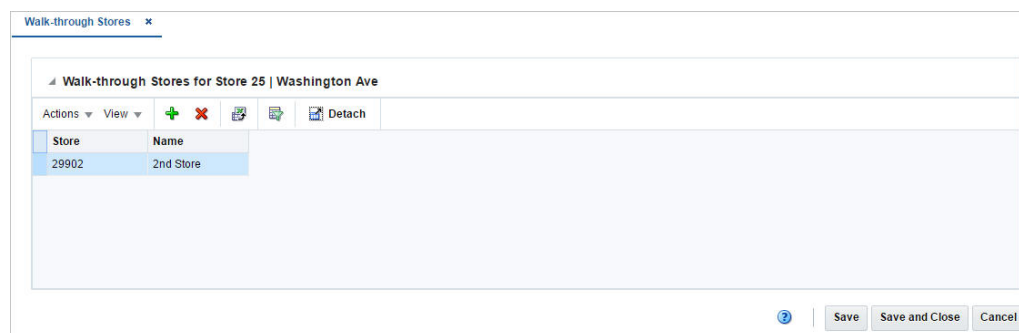 Walk-through Stores ×
Walk-through Stores for Store 25 | Washington Ave
Actions View Detach
Store Name
29902 2nd Store
? Save Save and Close Cancel